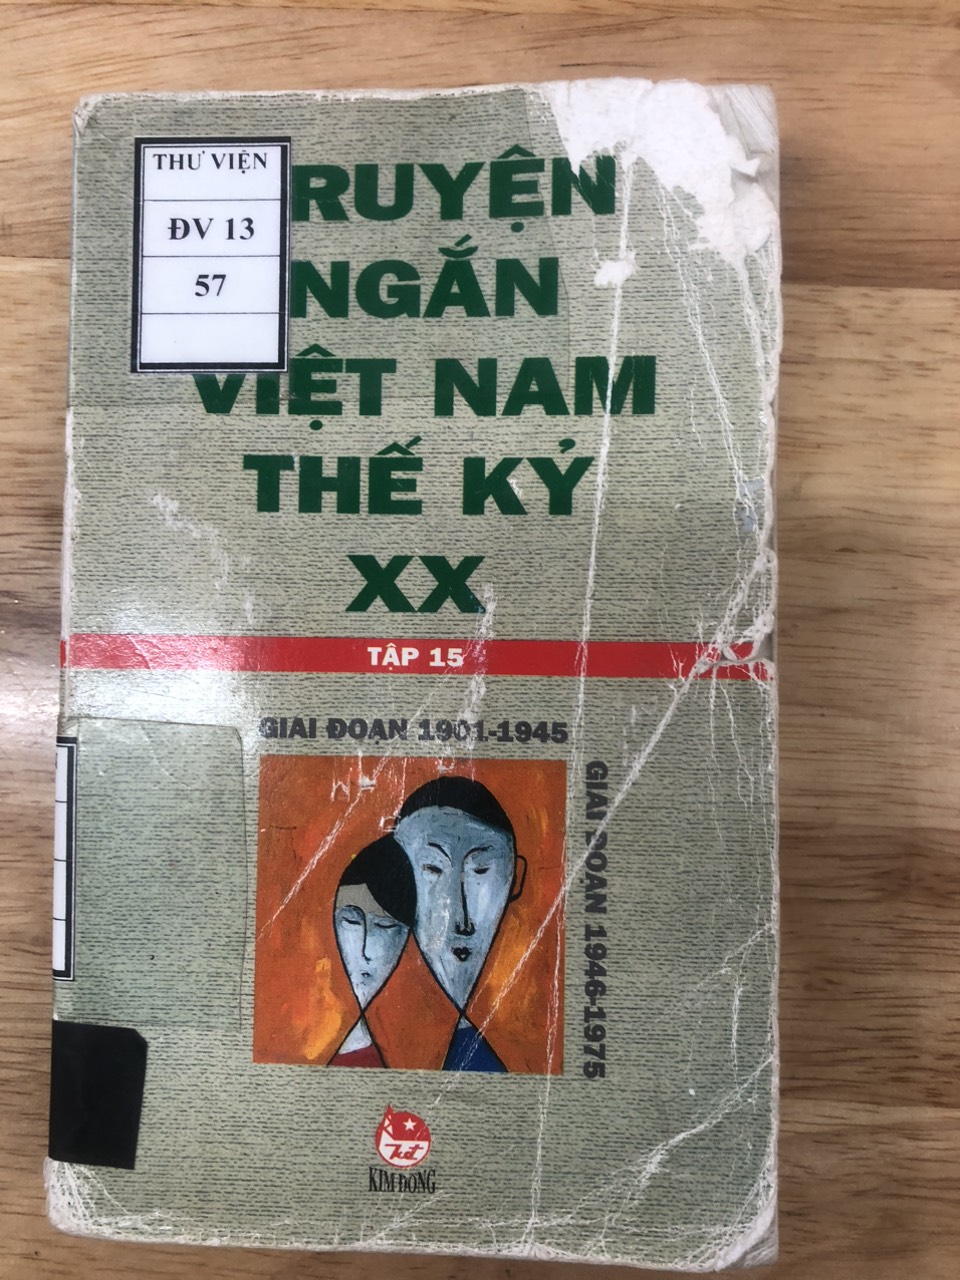 THƯ VIỆN
ĐV 13
57
RUYỆN
NGẮN
VIỆT NAM
THẾ KỶ
XX
TẬP 15
GIAI ĐOẠN 1901-1945
GIAI ĐOẠN 1946-1975
KIM ĐỒNG